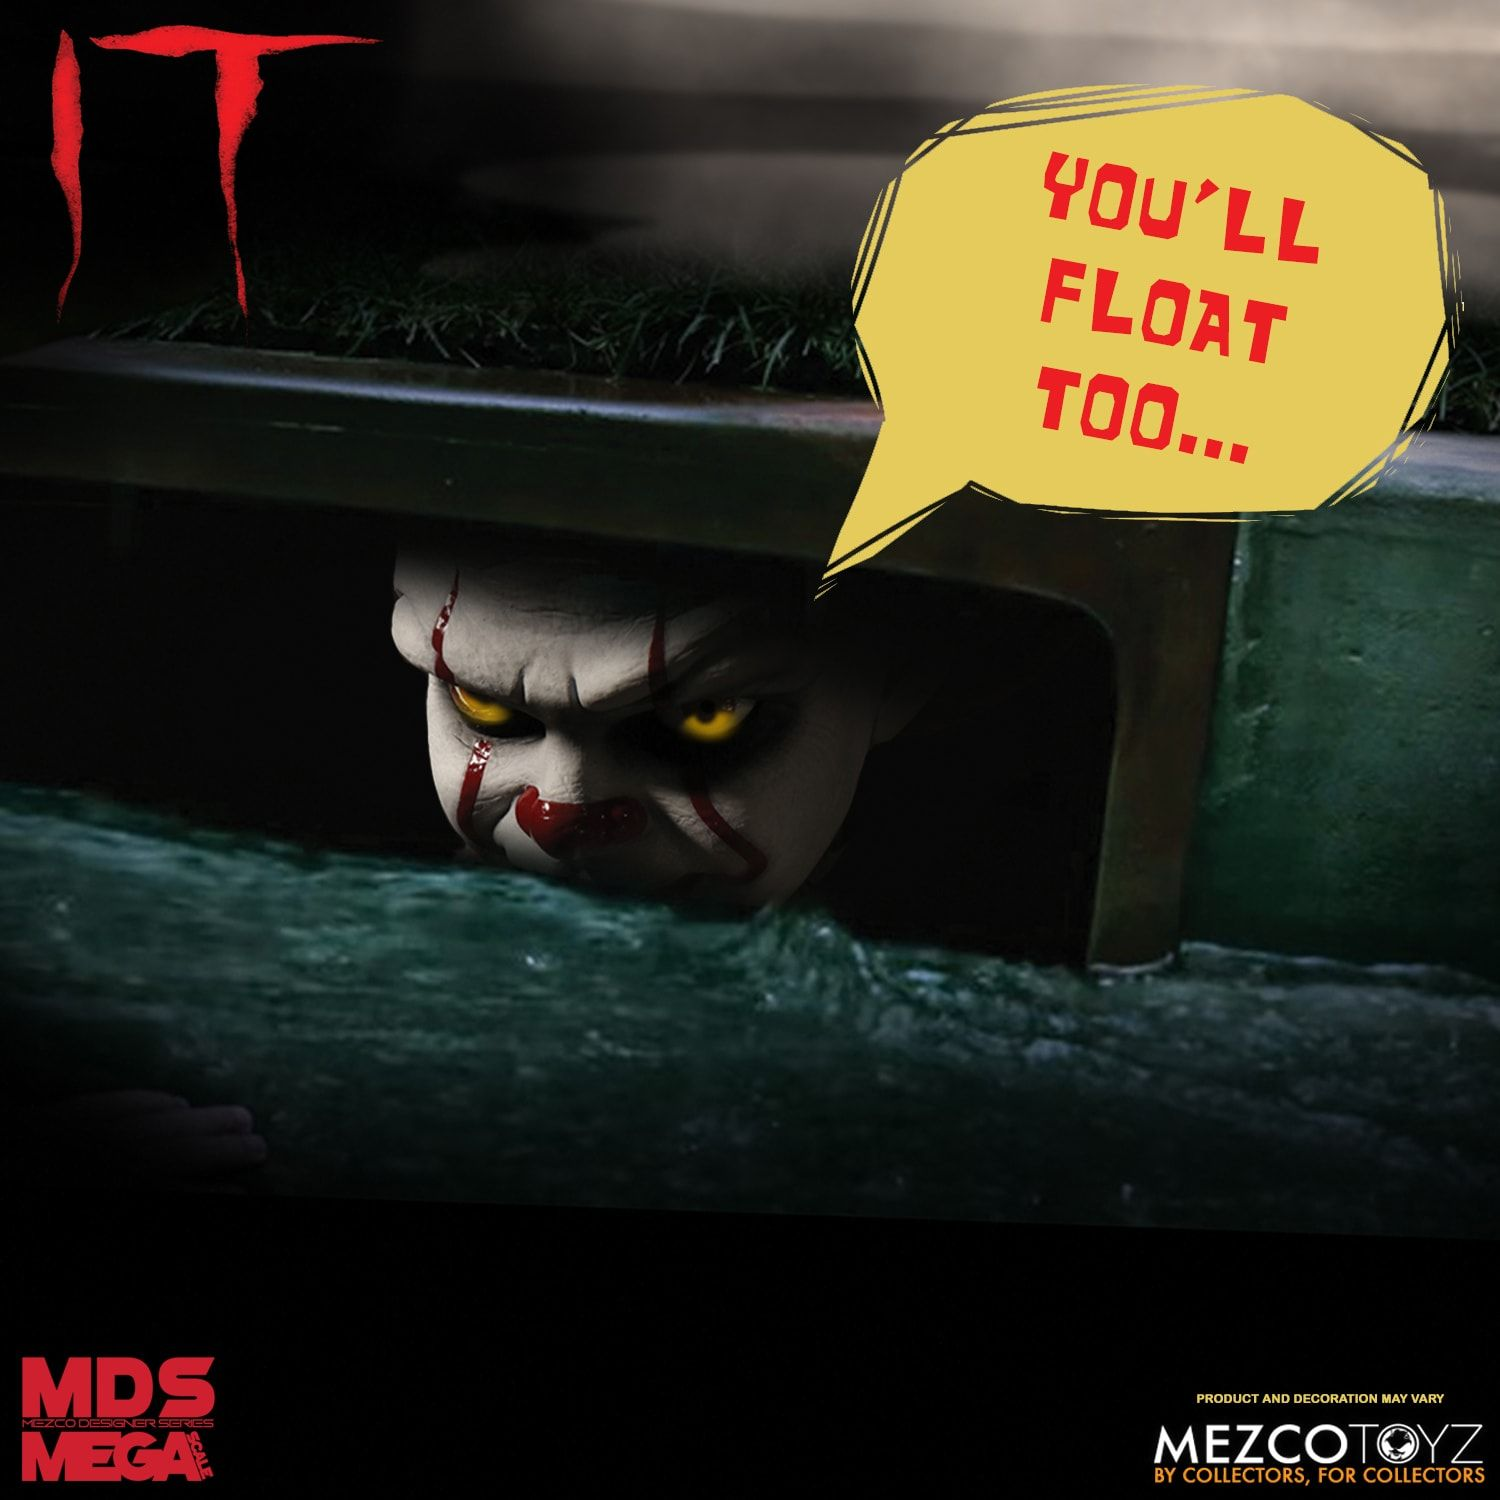 IT
YOU'LL
FLOAT
TOO...
MDS
MEZCO DESIGNER SERIES
MEGA SCALE
PRODUCT AND DECORATION MAY VARY
MEZCOTOYZ
BY COLLECTORS, FOR COLLECTORS